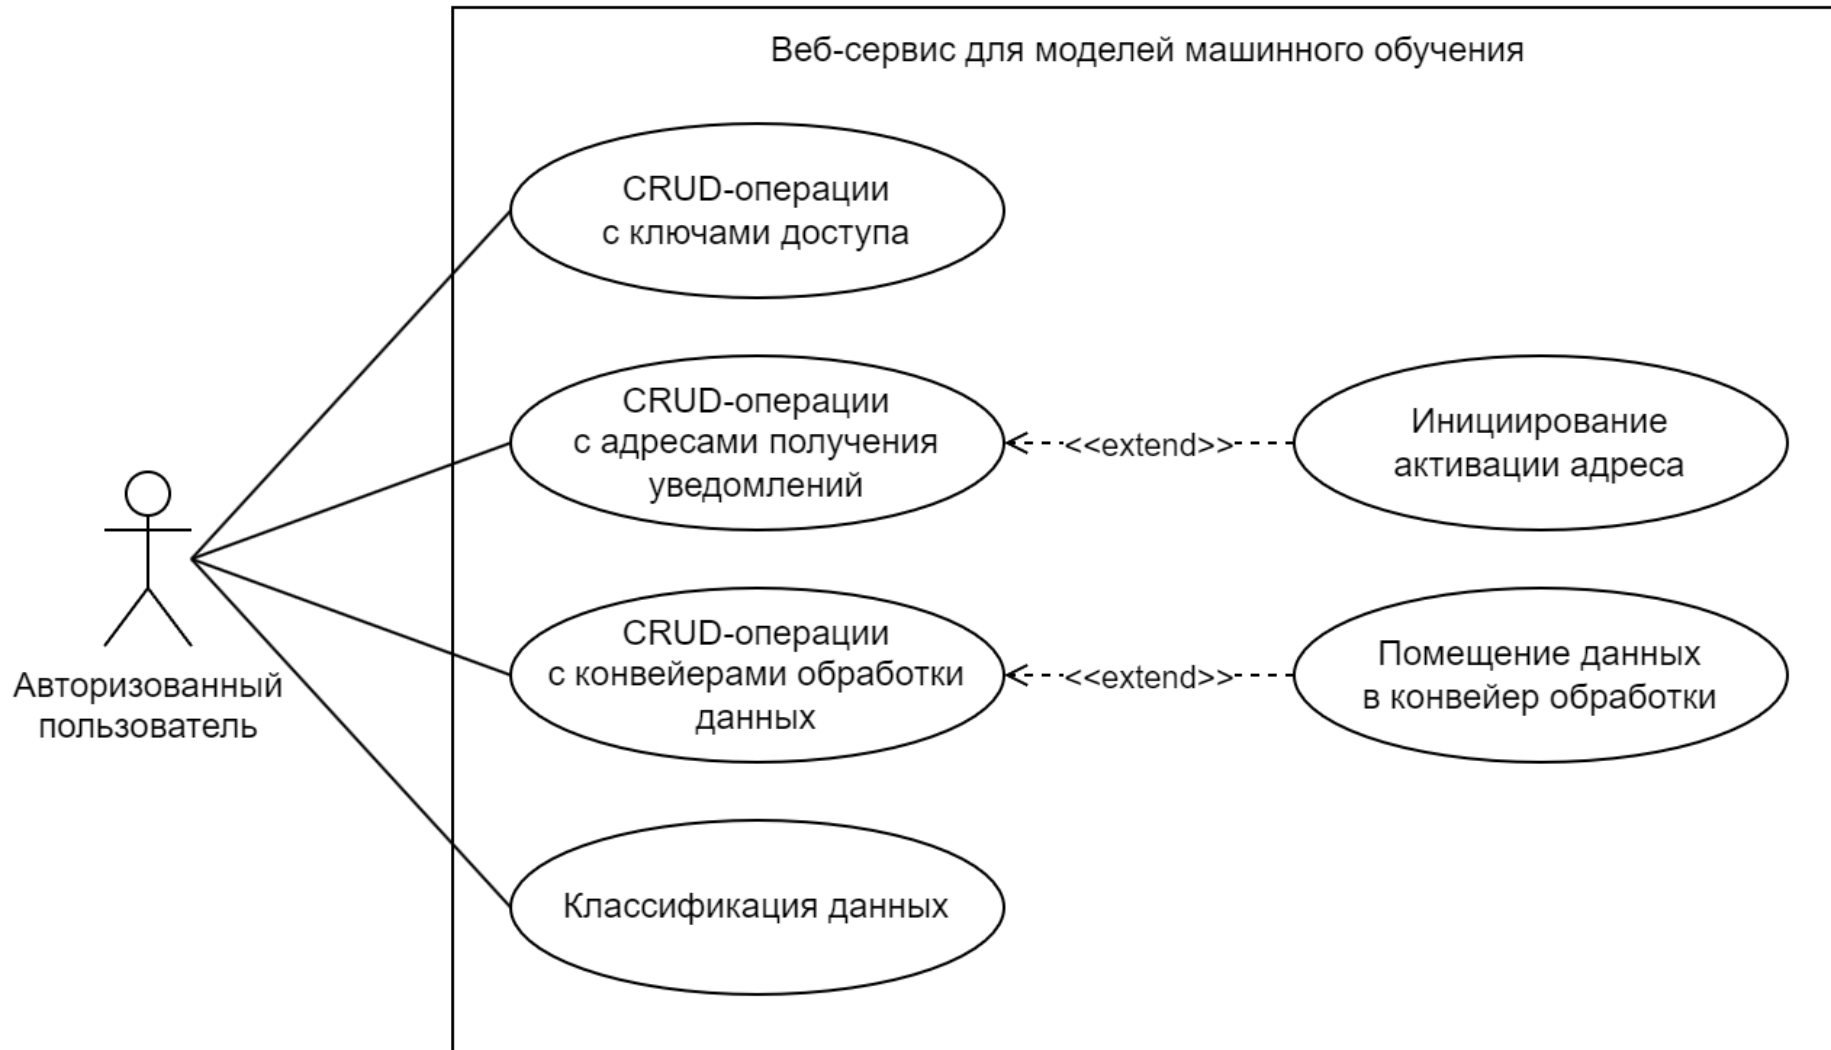 Веб-сервис для моделей машинного обучения
CRUD-операции
с ключами доступа
CRUD-операции
с адресами получения
уведомлений
<<extend>>
Инициирование
активации адреса
Авторизованный
пользователь
CRUD-операции
с конвейерами обработки
данных
<<extend>>
Помещение данных
в конвейер обработки
Классификация данных